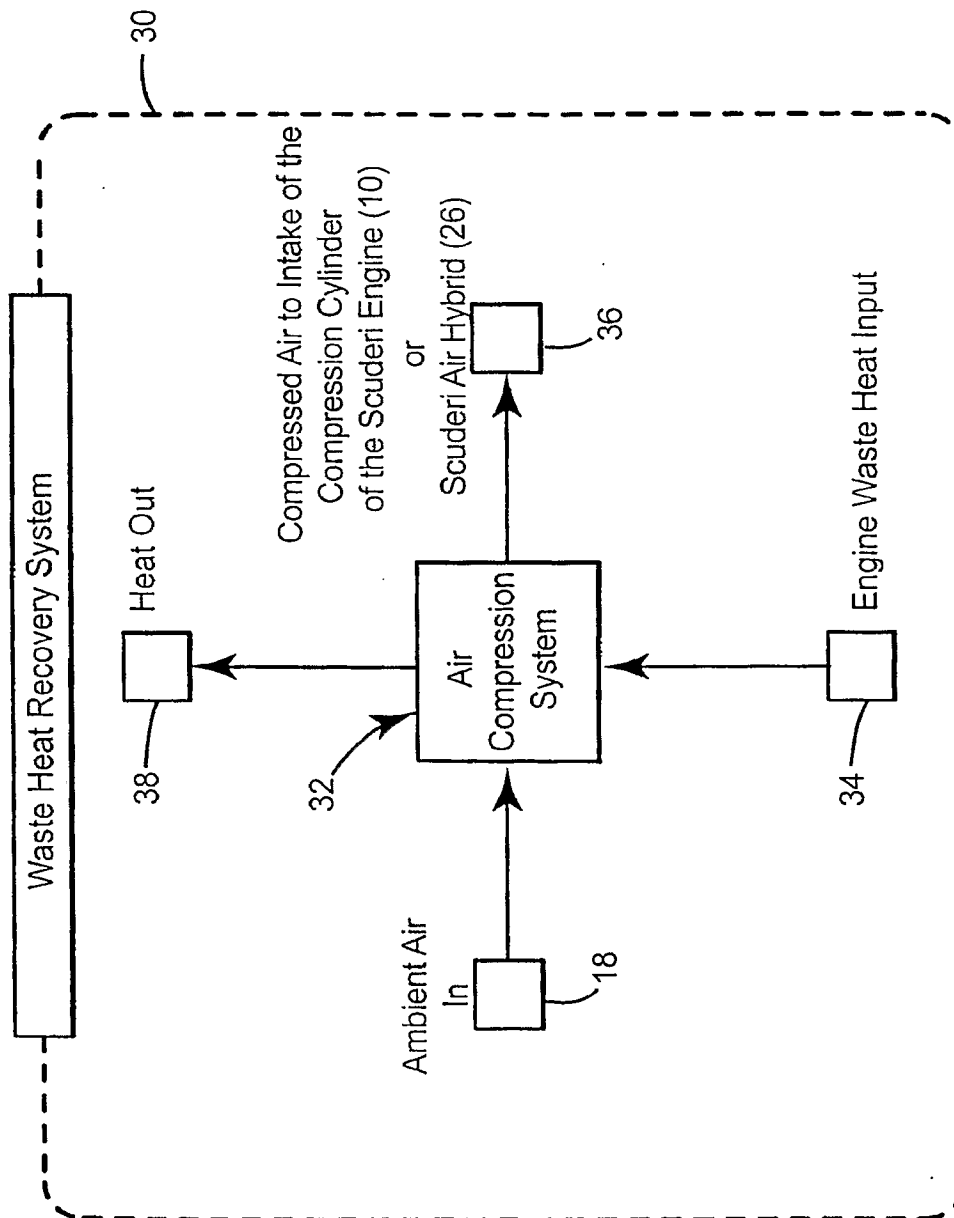 Waste Heat Recovery System
30
38
Heat Out
32
Air
Compression
System
Compressed Air to Intake of the
Compression Cylinder
of the Scuderi Engine (10)
or
Scuderi Air Hybrid (26)
36
Ambient Air
In
18
34
Engine Waste Heat Input